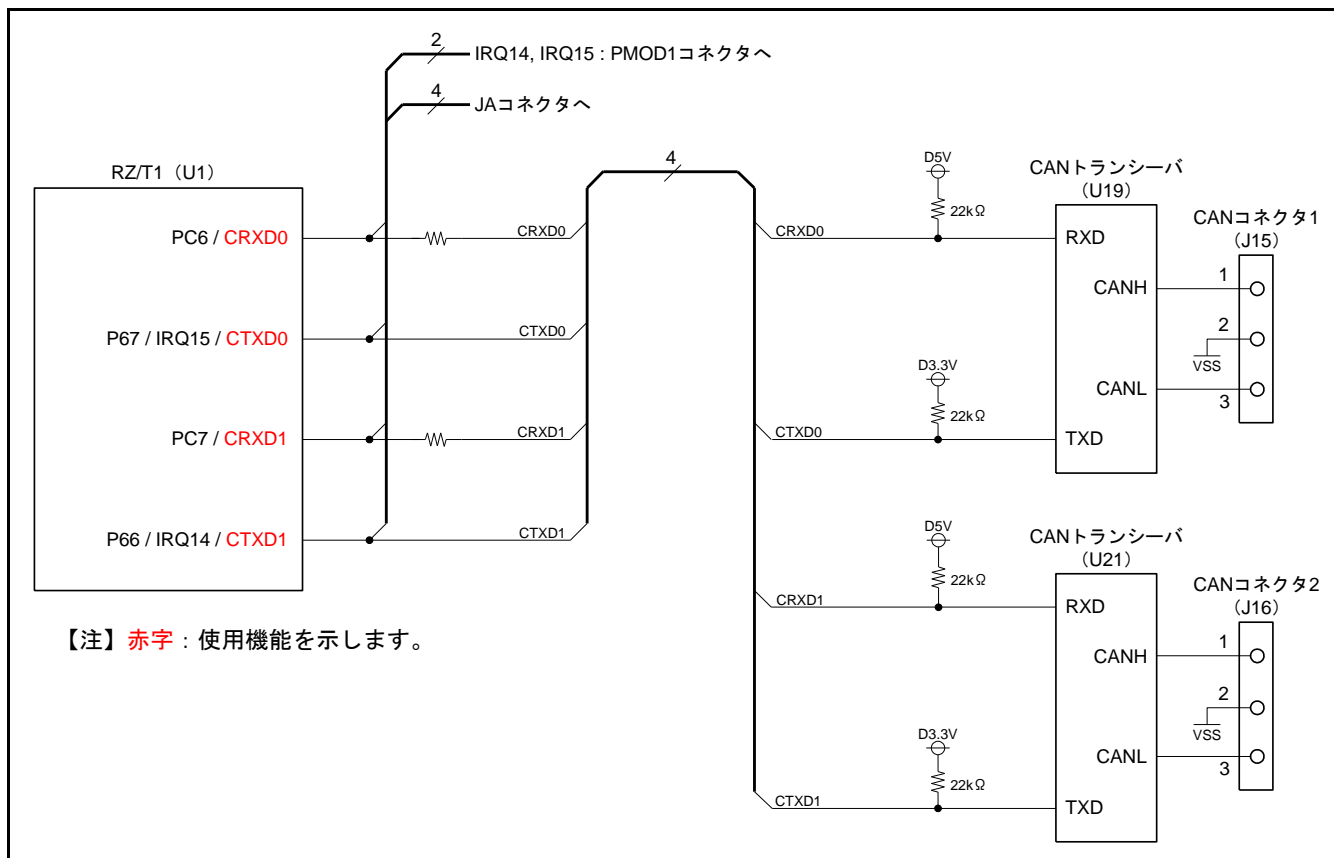 2
IRQ14, IRQ15 : PMOD1コネクタへ
4
JAコネクタへ
RZ/T1（U1）
PC6 / CRXD0
P67 / IRQ15 / CTXD0
PC7 / CRXD1
P66 / IRQ14 / CTXD1
CRXD0
CTXD0
CRXD1
CTXD1
4
CRXD0
CTXD0
CRXD1
CTXD1
D5V
22kΩ
D3.3V
22kΩ
CANトランシーバ
（U19）
RXD
CANH
CANL
TXD
CANコネクタ1
（J15）
1
2
VSS
3
D5V
22kΩ
D3.3V
22kΩ
CANトランシーバ
（U21）
RXD
CANH
CANL
TXD
CANコネクタ2
（J16）
1
2
VSS
3
【注】赤字：使用機能を示します。